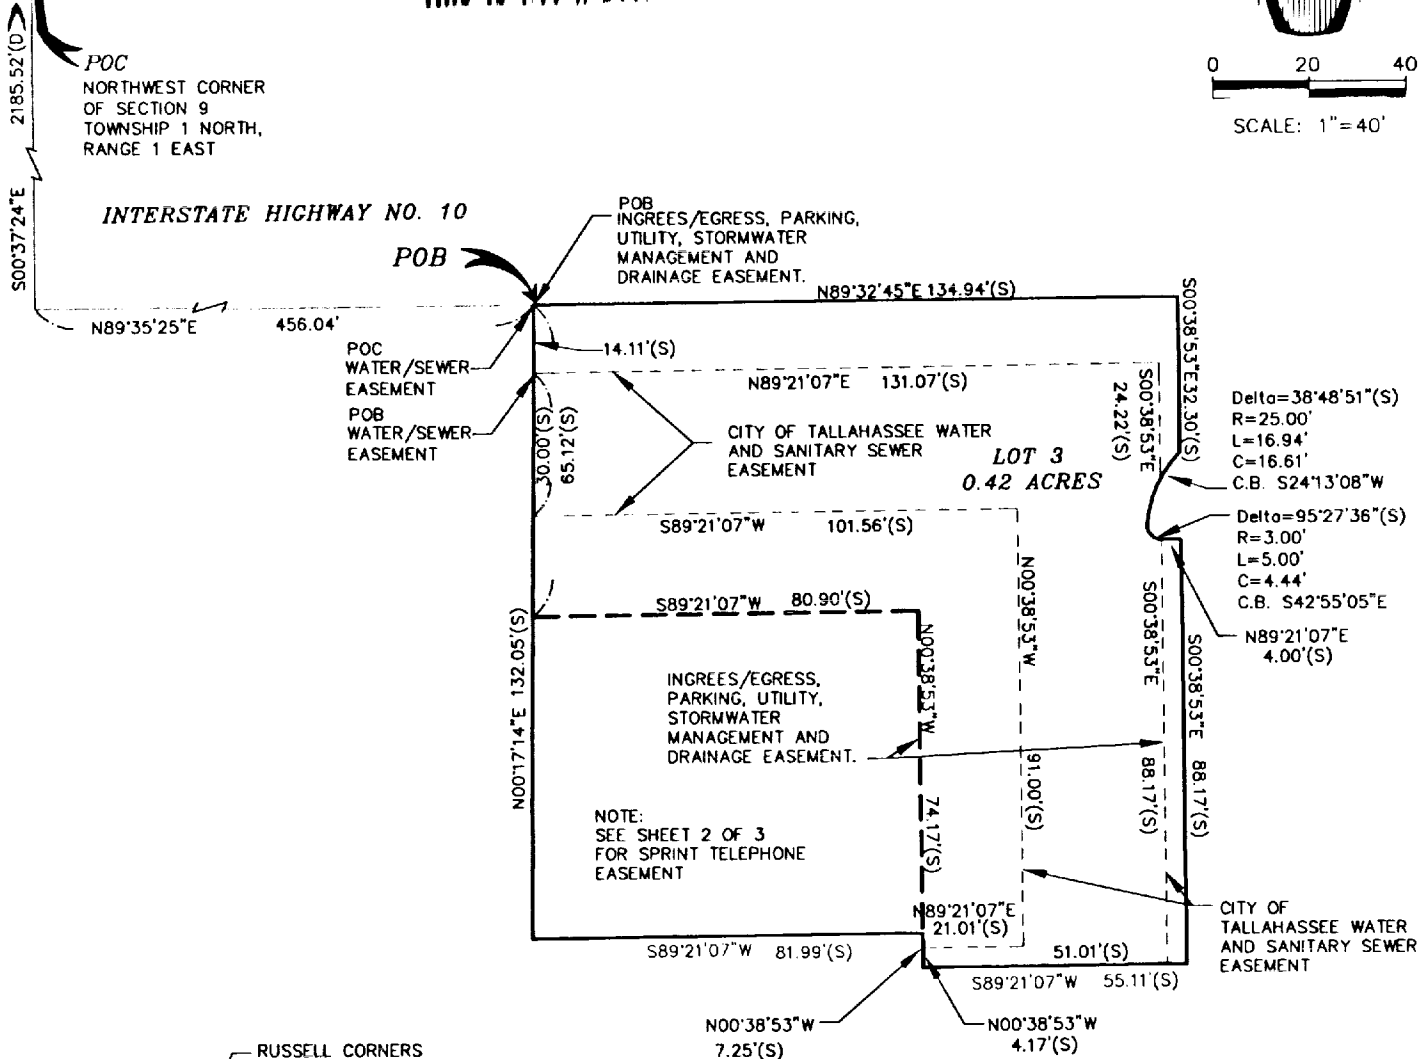 2185.52'(D)
S00°37'24"E
POC
NORTHWEST CORNER
OF SECTION 9
TOWNSHIP 1 NORTH,
RANGE 1 EAST
0 20 40
SCALE: 1"=40'
INTERSTATE HIGHWAY NO. 10
POB
POB
INGREES/EGRESS, PARKING,
UTILITY, STORMWATER
MANAGEMENT AND
DRAINAGE EASEMENT.
N89°35'25"E 456.04'
N89°32'45"E 134.94'(S)
S00°38'53"E 32.30'(S)
POC
WATER/SEWER
EASEMENT
POB
WATER/SEWER
EASEMENT
14.11'(S)
30.00'(S)
65.12'(S)
N89°21'07"E 131.07'(S)
S00°38'53"E
24.22'(S)
CITY OF TALLAHASSEE WATER
AND SANITARY SEWER
EASEMENT
LOT 3
0.42 ACRES
Delta=38°48'51"(S)
R=25.00'
L=16.94'
C=16.61'
C.B. S24°13'08"W
Delta=95°27'36"(S)
R=3.00'
L=5.00'
C=4.44'
C.B. S42°55'05"E
N89°21'07"E
4.00'(S)
S89°21'07"W 101.56'(S)
S89°21'07"W 80.90'(S)
N00°17'14"E 132.05'(S)
N00°38'53"W
74.17'(S)
N00°38'53"W
91.00'(S)
S00°38'53"E
88.17'(S)
S00°38'53"E 88.17'(S)
INGREES/EGRESS,
PARKING, UTILITY,
STORMWATER
MANAGEMENT AND
DRAINAGE EASEMENT.
NOTE:
SEE SHEET 2 OF 3
FOR SPRINT TELEPHONE
EASEMENT
N89°21'07"E
21.01'(S)
S89°21'07"W 81.99'(S)
51.01'(S)
S89°21'07"W 55.11'(S)
CITY OF
TALLAHASSEE WATER
AND SANITARY SEWER
EASEMENT
N00°38'53"W
7.25'(S)
N00°38'53"W
4.17'(S)
RUSSELL CORNERS